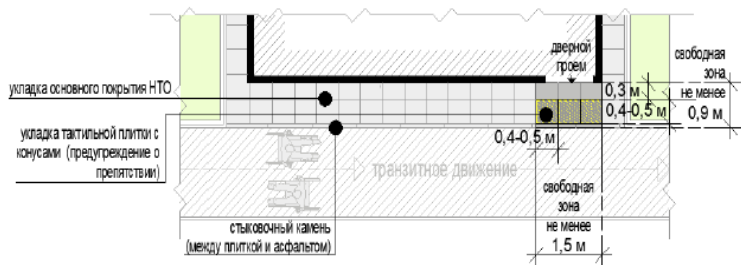 дверной
проем
свободная
зона
не менее
0,9 м
0,3 м
0,4-0,5 м
укладка основного покрытия НТО
укладка тактильной плитки с
конусами (предупреждение о
препятствии)
0,4-0,5 м
транзитное движение
стыковочный камень
(между плиткой и асфальтом)
свободная
зона
не менее
1,5 м